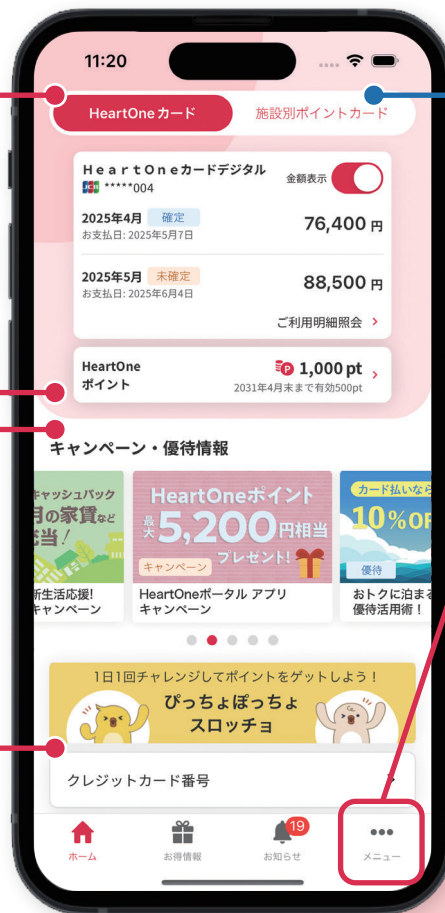 11:20
HeartOneカード
施設別ポイントカード
HeartOneカードデジタル
金額表示
JCB *****004
2025年4月 確定
76,400 円
お支払日: 2025年5月7日
2025年5月 未確定
88,500 円
お支払日: 2025年6月4日
ご利用明細照会
HeartOne
ポイント
P 1,000 pt
2031年4月末まで有効500pt
キャンペーン・優待情報
キャッシュバック
月の家賃など
充当!
新生活応援!
キャンペーン
HeartOneポイント
最大5,200円相当
プレゼント!
キャンペーン
HeartOneポータル アプリ
キャンペーン
カード払いなら
10%OF
優待
おトクに泊まる
優待活用術!
1日1回チャレンジしてポイントをゲットしよう!
ぴっちょぽっちょ
スロッチョ
クレジットカード番号
19
ホーム
お得情報
お知らせ
メニュー